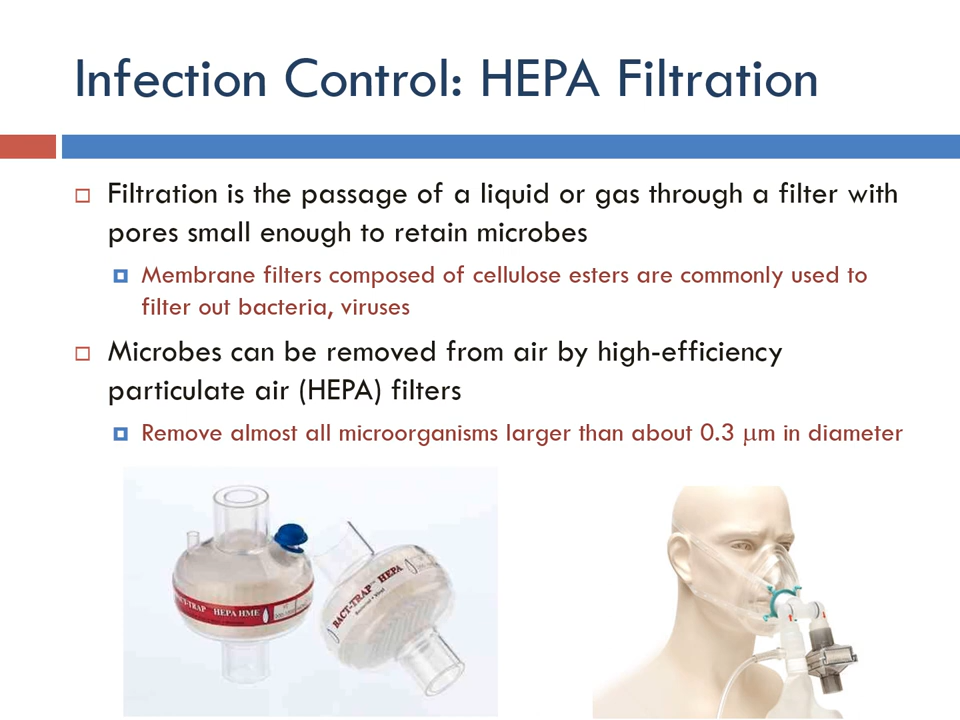 Infection Control: HEPA Filtration
Filtration is the passage of a liquid or gas through a filter with
pores small enough to retain microbes
Membrane filters composed of cellulose esters are commonly used to
filter out bacteria, viruses
Microbes can be removed from air by high-efficiency
particulate air (HEPA) filters
Remove almost all microorganisms larger than about 0.3 μm in diameter
BACT-TRAP HEPA HME
BACT-TRAP™ HEPA